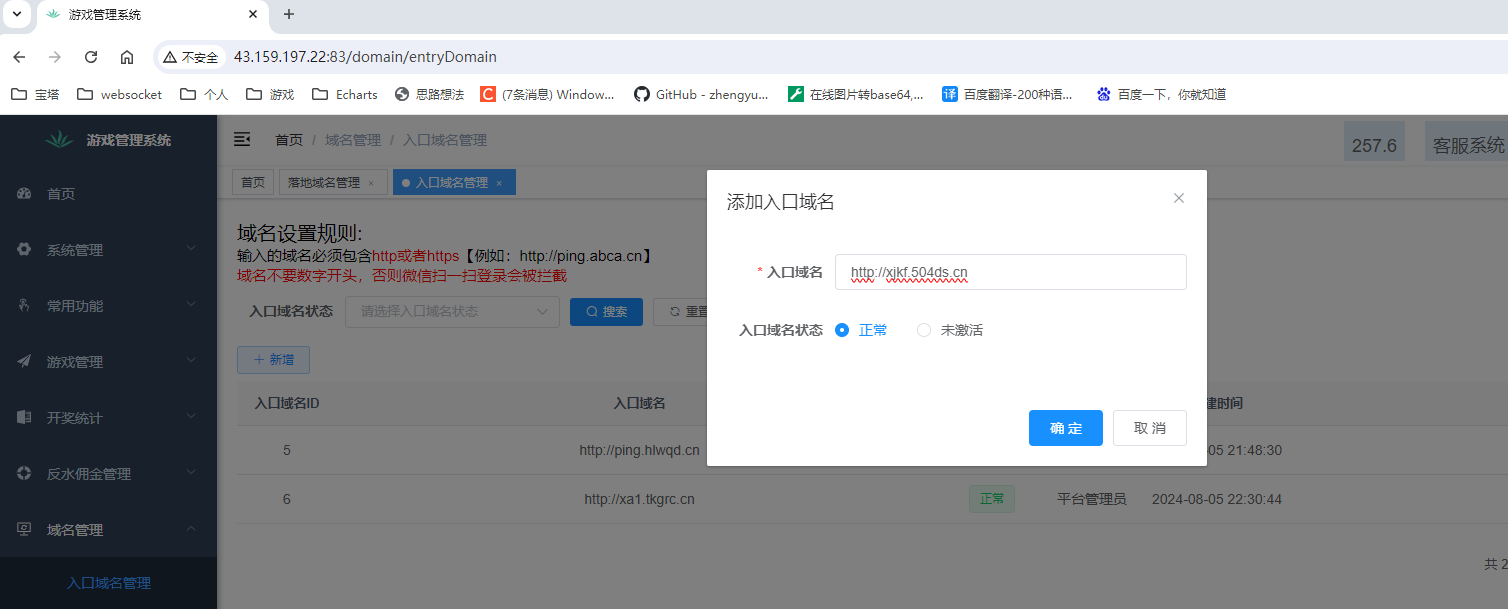 游戏管理系统
不安全 43.159.197.22:83/domain/entryDomain
宝塔 websocket 个人 游戏 Echarts 思路想法 (7条消息) Window... GitHub - zhengyu... 在线图片转base64,... 百度翻译-200种语... 百度一下，你就知道
游戏管理系统
首页 / 域名管理 / 入口域名管理
257.6 客服系统
首页 落地域名管理 × 入口域名管理 ×
首页
系统管理
常用功能
游戏管理
开奖统计
反水佣金管理
域名管理
入口域名管理
域名设置规则:
输入的域名必须包含http或者https【例如：http://ping.abca.cn】
域名不要数字开头，否则微信扫一扫登录会被拦截
入口域名状态 请选择入口域名状态 搜索 重置
+ 新增
入口域名ID 入口域名 建时间
5 http://ping.hlwqd.cn 05 21:48:30
6 http://xa1.tkgrc.cn 正常 平台管理员 2024-08-05 22:30:44
共 2
添加入口域名
* 入口域名 http://xjkf.504ds.cn
入口域名状态 正常 未激活
确 定 取 消